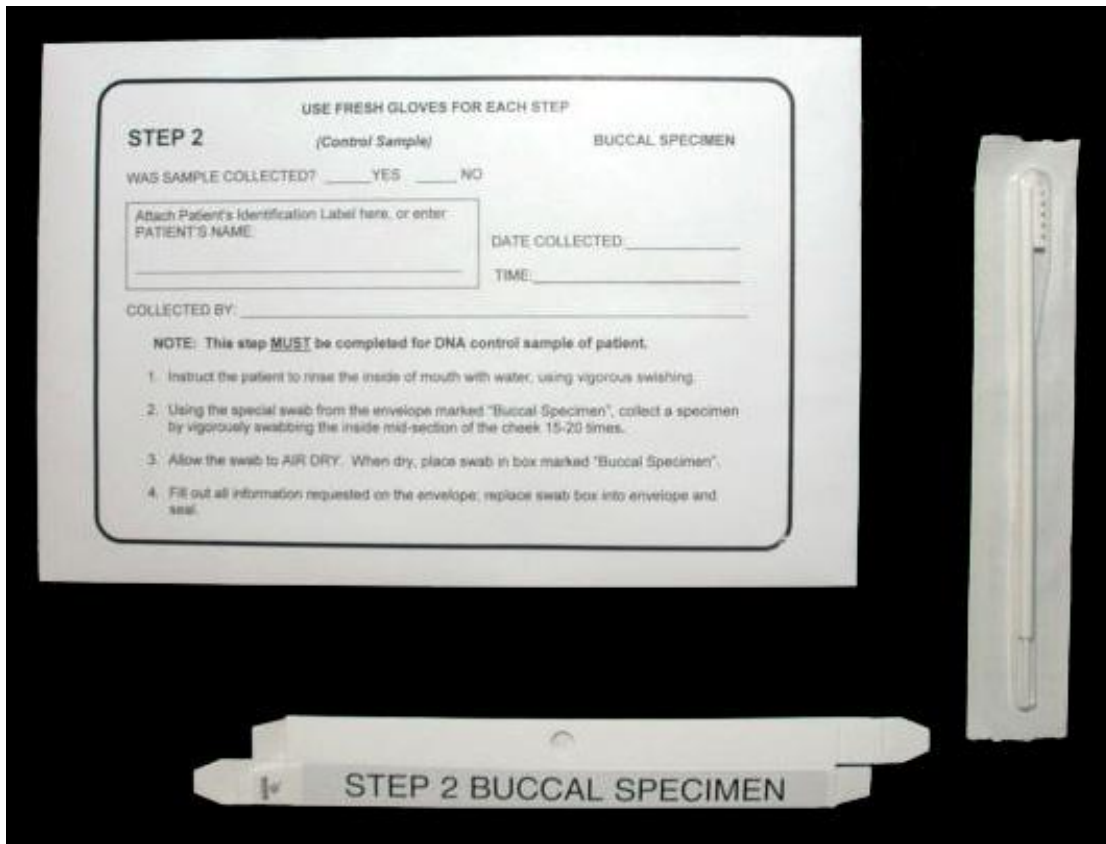 USE FRESH GLOVES FOR EACH STEP
STEP 2 (Control Sample) BUCCAL SPECIMEN
WAS SAMPLE COLLECTED? _____YES _____ NO
Attach Patient's Identification Label here, or enter
PATIENT'S NAME:
DATE COLLECTED:____________
TIME:____________
COLLECTED BY: ____________
NOTE: This step MUST be completed for DNA control sample of patient.
1. Instruct the patient to rinse the inside of mouth with water, using vigorous swishing.
2. Using the special swab from the envelope marked "Buccal Specimen", collect a specimen
by vigorously swabbing the inside mid-section of the cheek 15-20 times.
3. Allow the swab to AIR DRY. When dry, place swab in box marked "Buccal Specimen".
4. Fill out all information requested on the envelope; replace swab box into envelope and
seal.
STEP 2 BUCCAL SPECIMEN